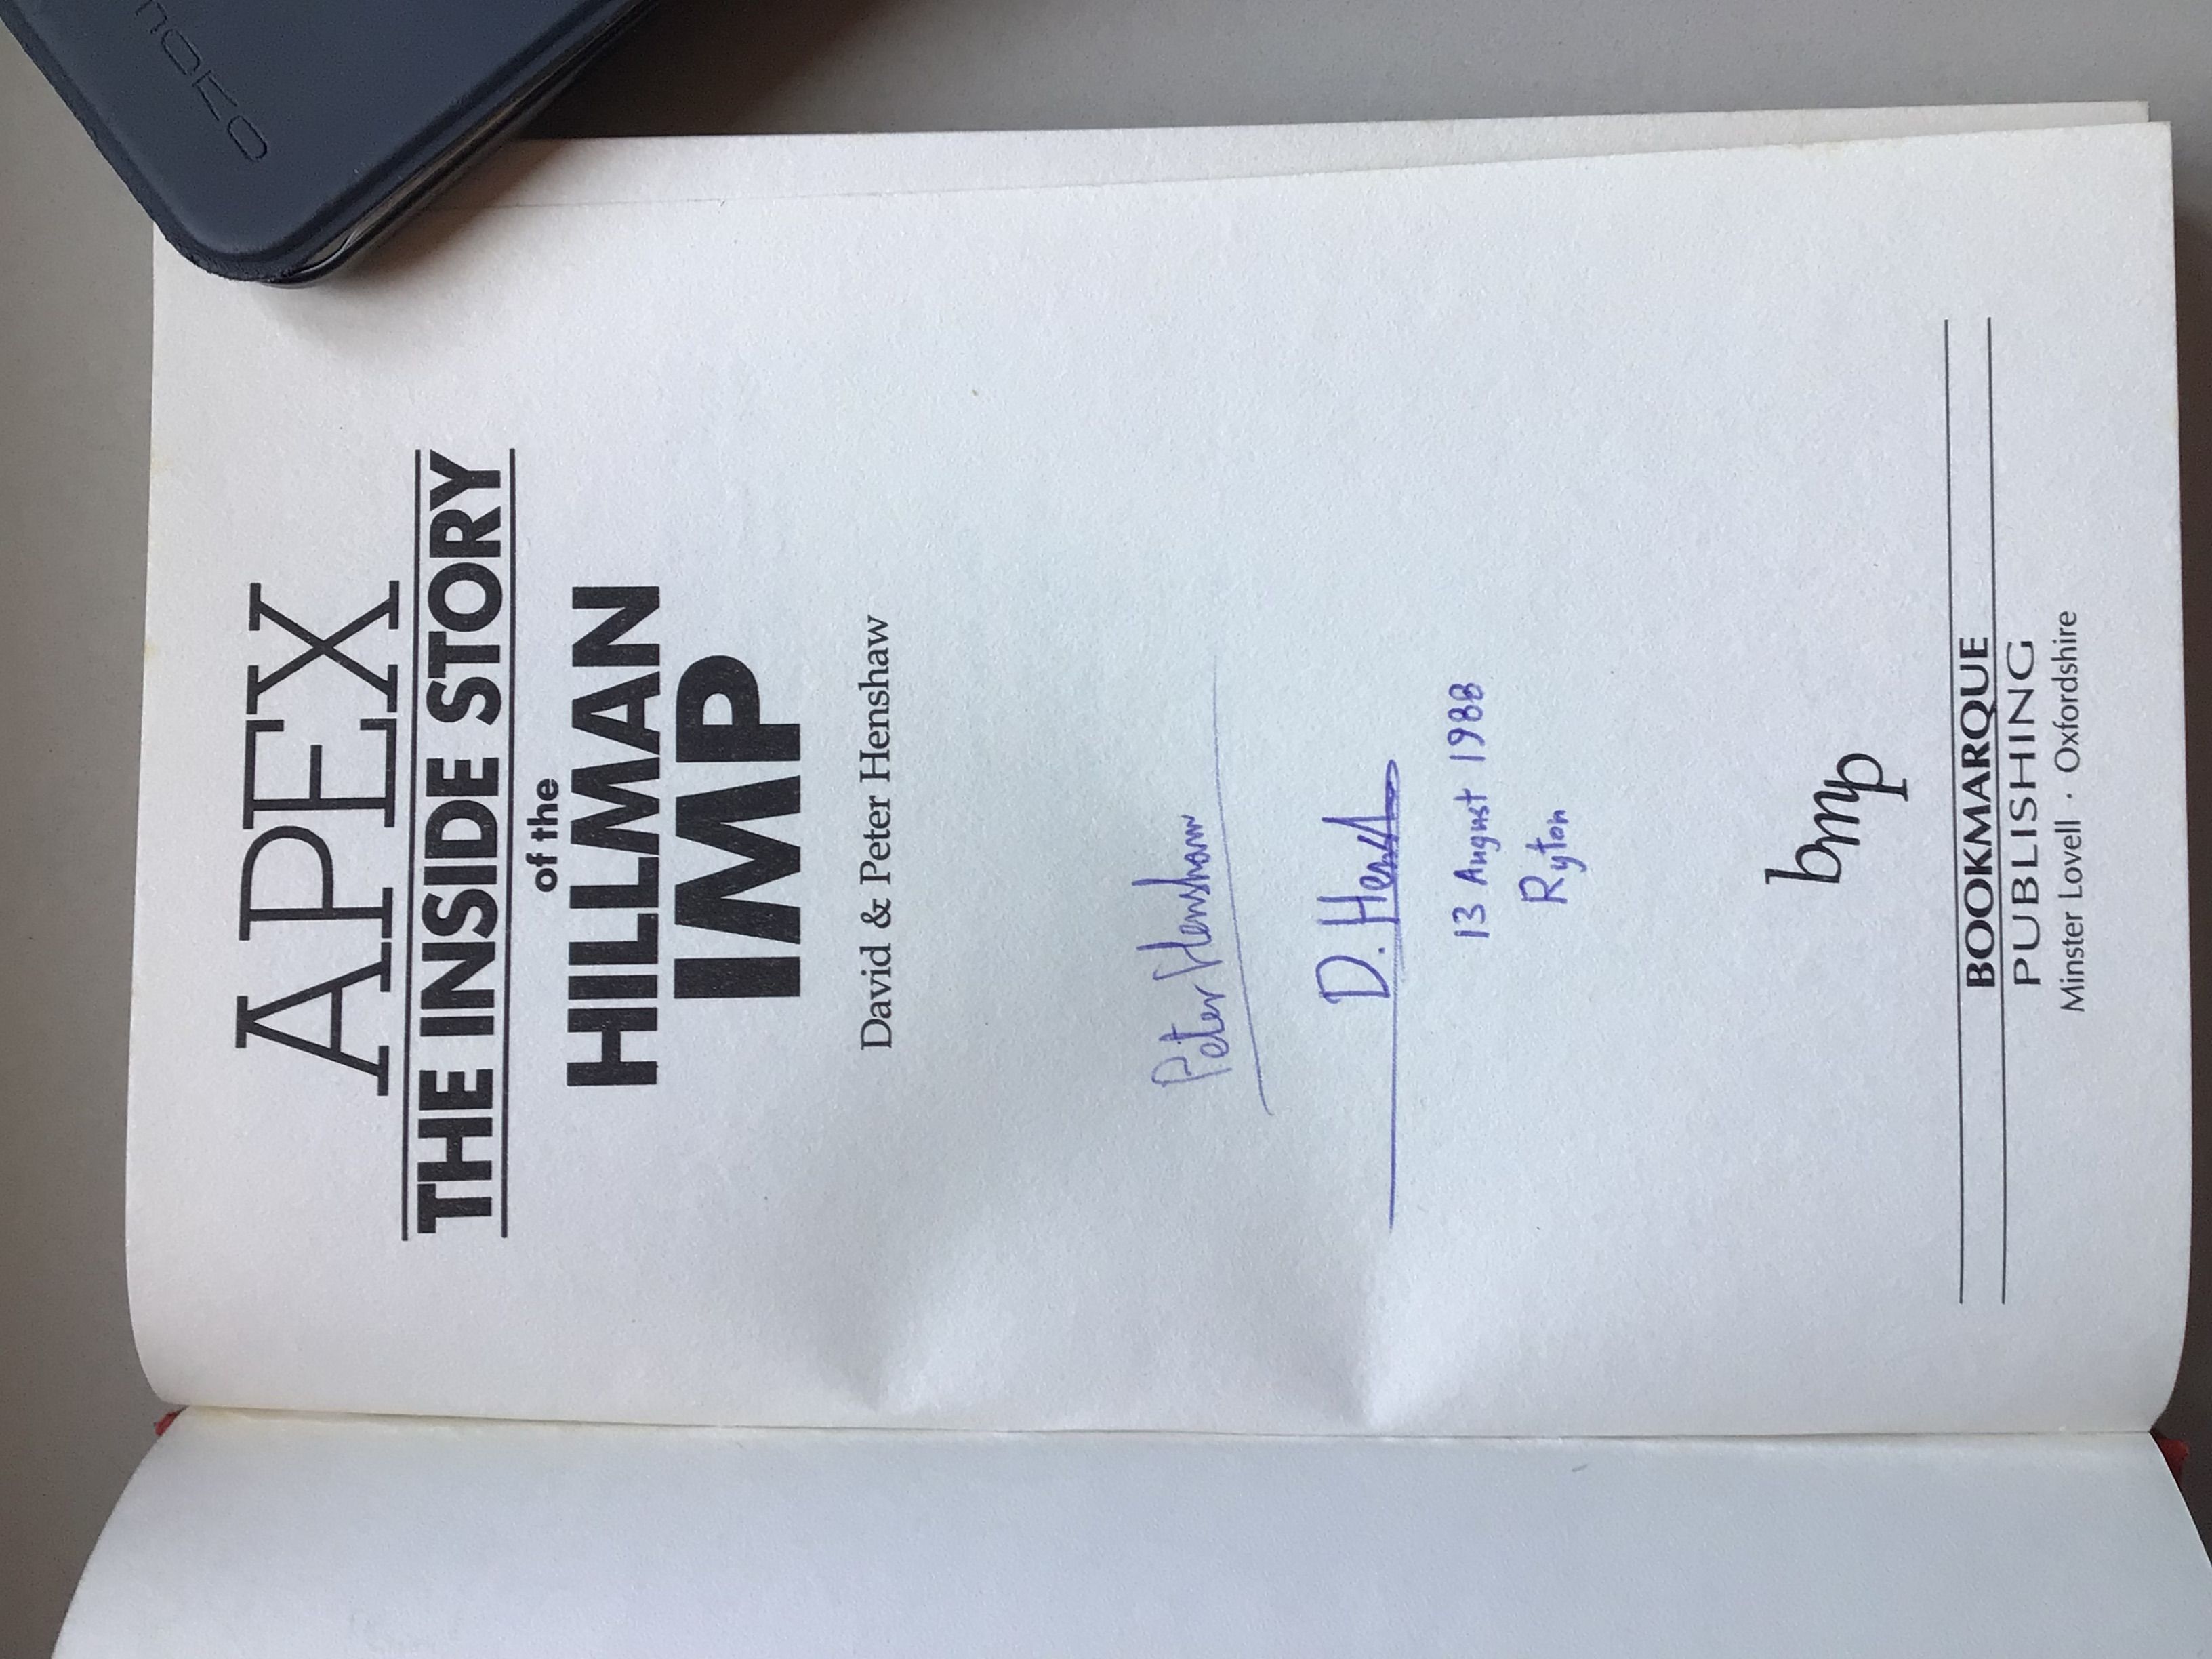 APEX
THE INSIDE STORY
of the
HILLMAN
IMP
David & Peter Henshaw
Peter Henshaw
D. Hensh
13 August 1988
Ryton
bmp
BOOKMARQUE
PUBLISHING
Minster Lovell · Oxfordshire